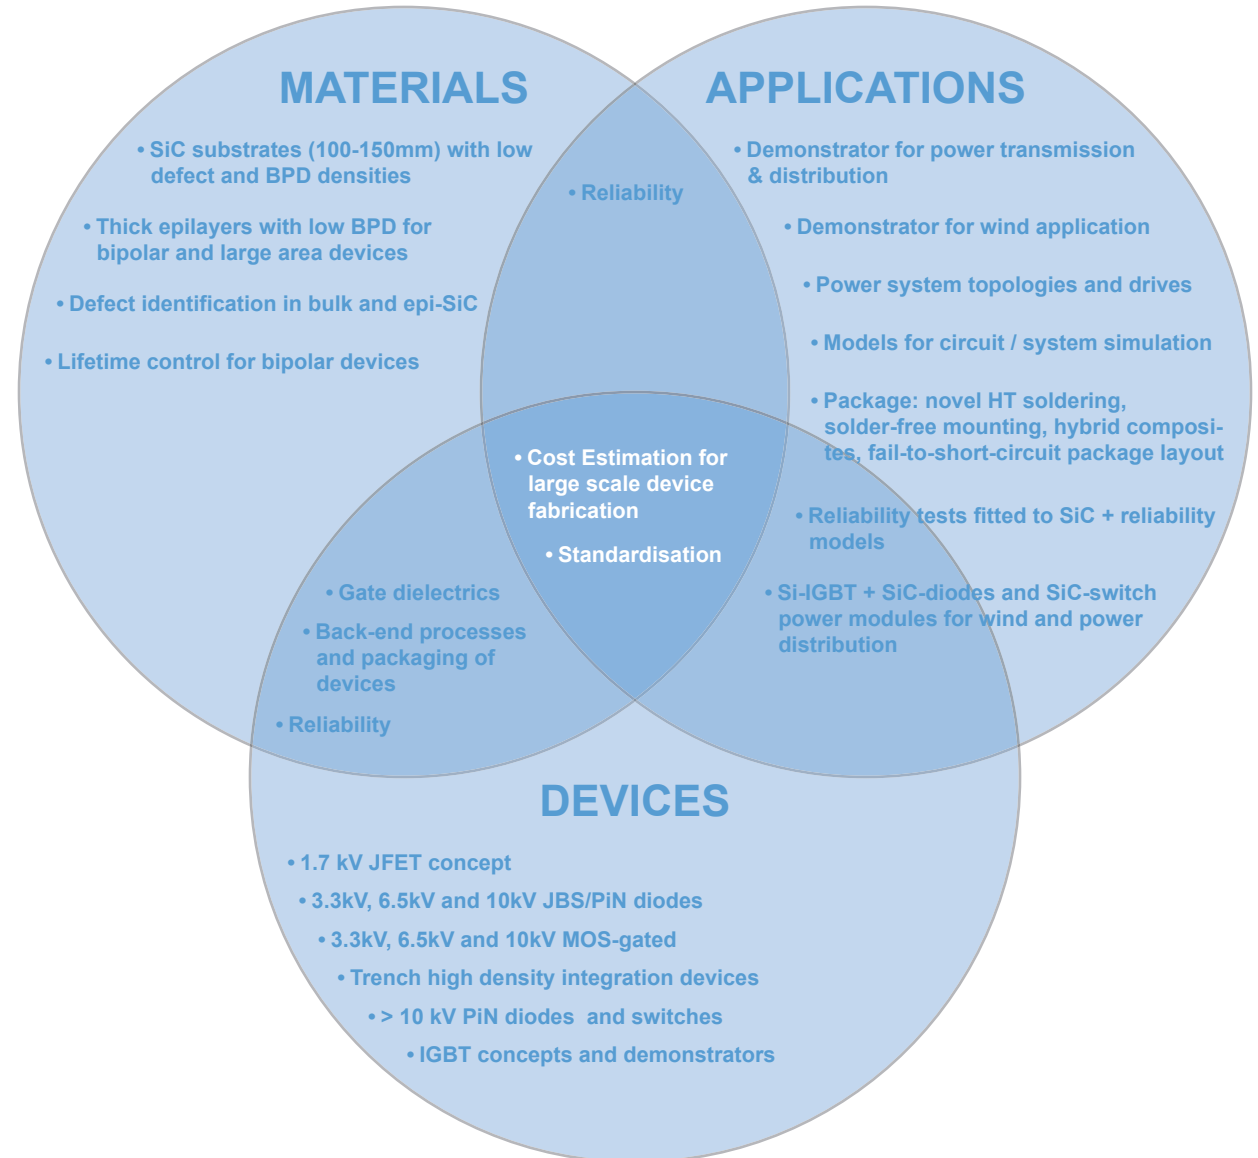 MATERIALS
• SiC substrates (100-150mm) with low
defect and BPD densities
• Thick epilayers with low BPD for
bipolar and large area devices
• Defect identification in bulk and epi-SiC
• Lifetime control for bipolar devices
• Reliability
APPLICATIONS
• Demonstrator for power transmission
& distribution
• Demonstrator for wind application
• Power system topologies and drives
• Models for circuit / system simulation
• Package: novel HT soldering,
solder-free mounting, hybrid composi-
tes, fail-to-short-circuit package layout
• Reliability tests fitted to SiC + reliability
models
• Si-IGBT + SiC-diodes and SiC-switch
power modules for wind and power
distribution
• Cost Estimation for
large scale device
fabrication
• Standardisation
• Gate dielectrics
• Back-end processes
and packaging of
devices
• Reliability
DEVICES
• 1.7 kV JFET concept
• 3.3kV, 6.5kV and 10kV JBS/PiN diodes
• 3.3kV, 6.5kV and 10kV MOS-gated
• Trench high density integration devices
• > 10 kV PiN diodes and switches
• IGBT concepts and demonstrators